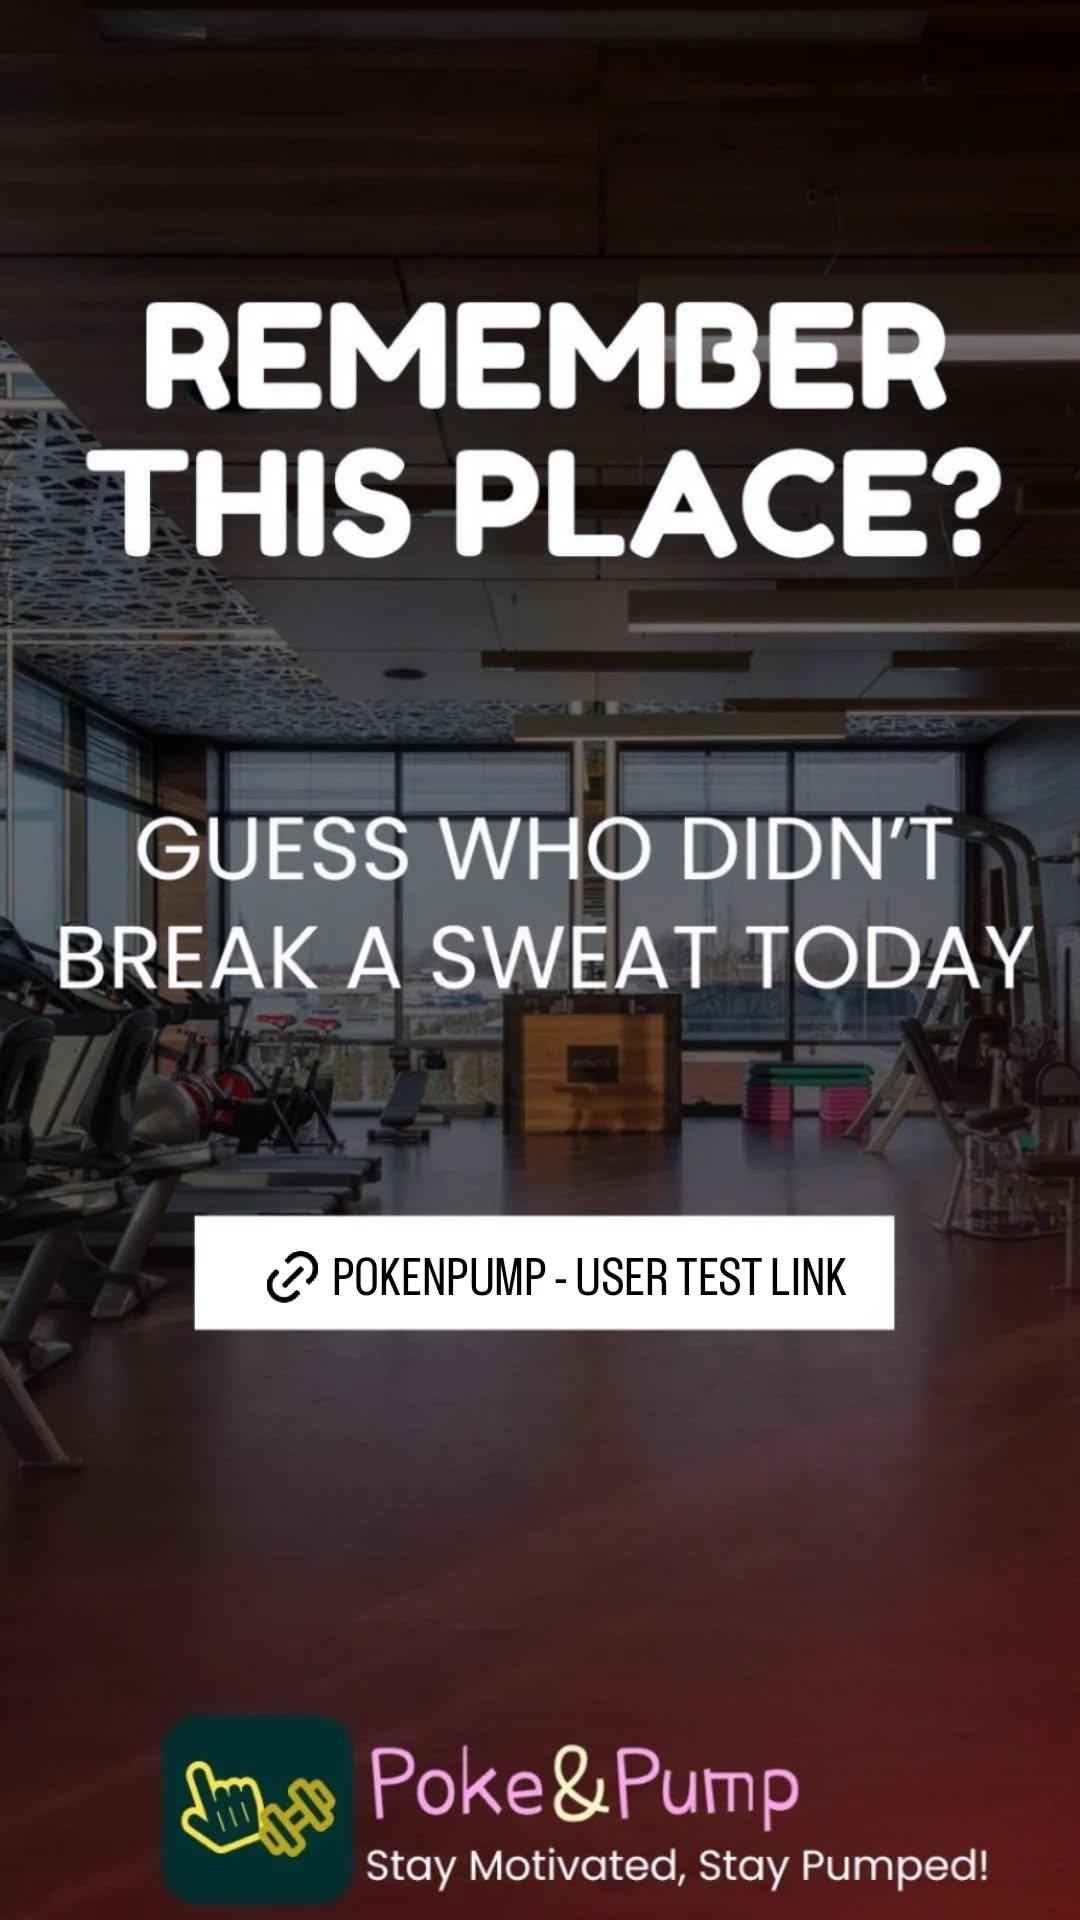 REMEMBER
THIS PLACE?
GUESS WHO DIDN'T
BREAK A SWEAT TODAY
POKENPUMP - USER TEST LINK
Poke&Pump
Stay Motivated, Stay Pumped!